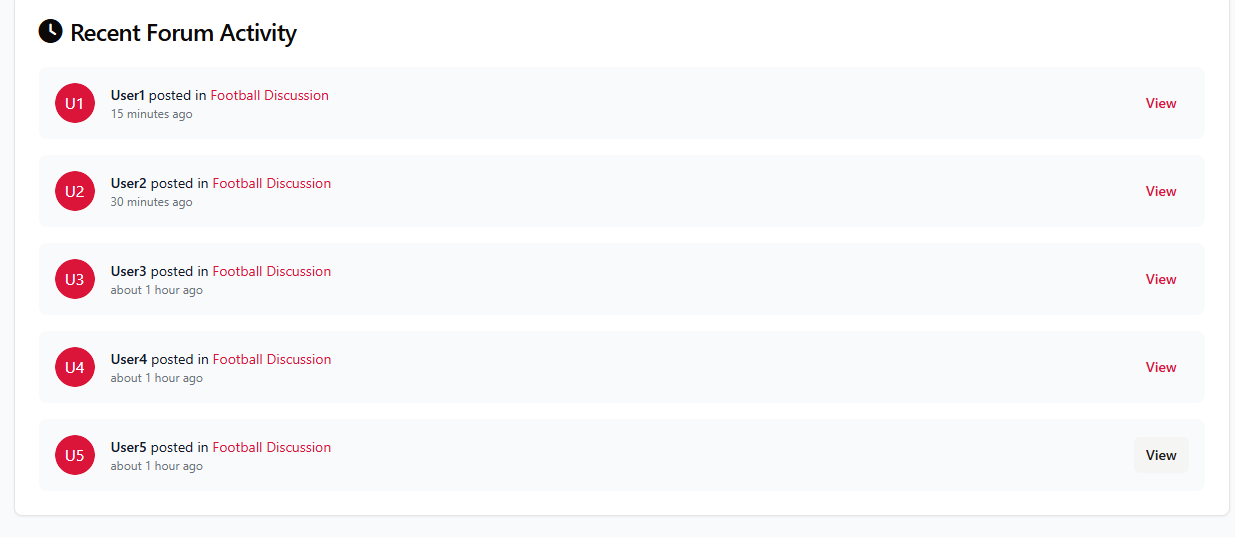 Recent Forum Activity
U1
User1 posted in Football Discussion
15 minutes ago
View
U2
User2 posted in Football Discussion
30 minutes ago
View
U3
User3 posted in Football Discussion
about 1 hour ago
View
U4
User4 posted in Football Discussion
about 1 hour ago
View
U5
User5 posted in Football Discussion
about 1 hour ago
View